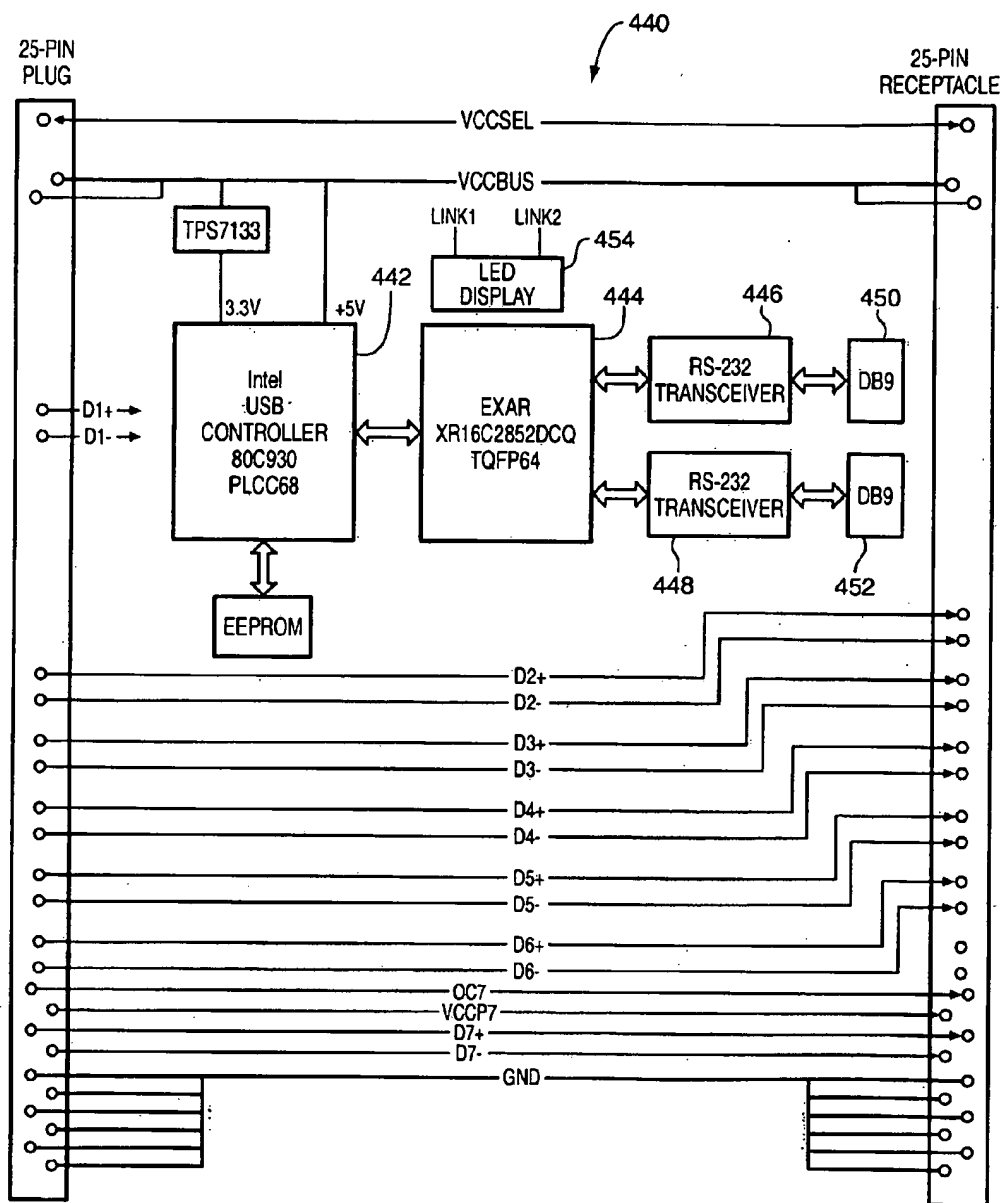 440
25-PIN
PLUG
25-PIN
RECEPTACLE
VCCSEL
VCCBUS
TPS7133
LINK1
LINK2
454
LED
DISPLAY
442
444
446
450
3.3V
+5V
Intel
USB
CONTROLLER
80C930
PLCC68
EXAR
XR16C2852DCQ
TQFP64
RS-232
TRANSCEIVER
DB9
D1+
D1-
RS-232
TRANSCEIVER
DB9
448
452
EEPROM
D2+
D2-
D3+
D3-
D4+
D4-
D5+
D5-
D6+
D6-
OC7
VCCP7
D7+
D7-
GND